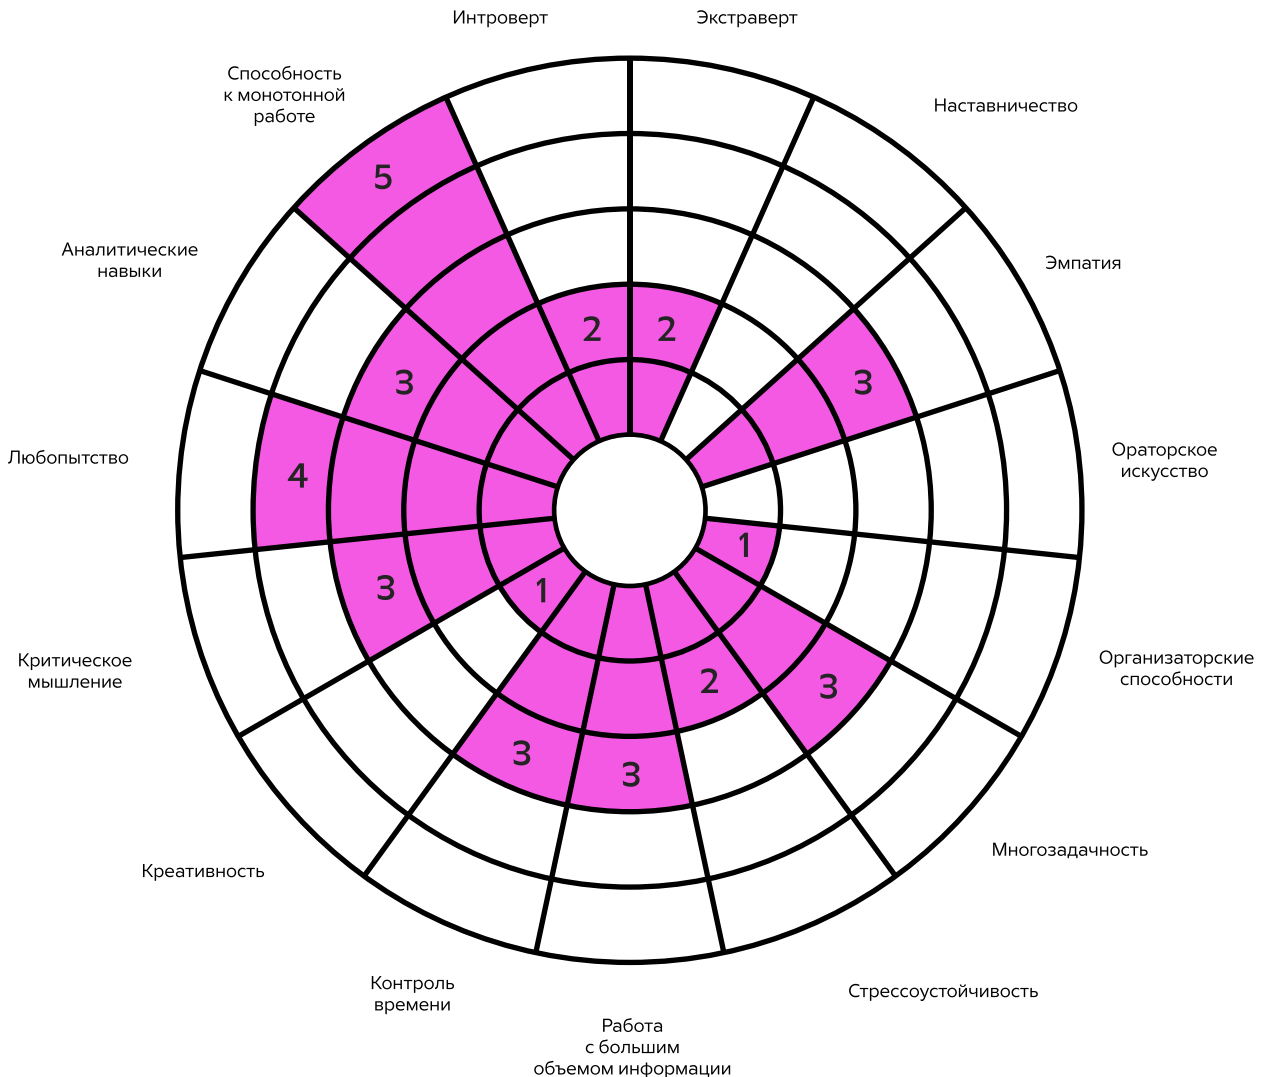 Интроверт
Экстраверт
Способность
к монотонной
работе
Наставничество
5
Аналитические
навыки
Эмпатия
2
2
3
3
Любопытство
4
Ораторское
искусство
1
3
1
Критическое
мышление
Организаторские
способности
2
3
3
3
Креативность
Многозадачность
Контроль
времени
Стрессоустойчивость
Работа
с большим
объемом информации